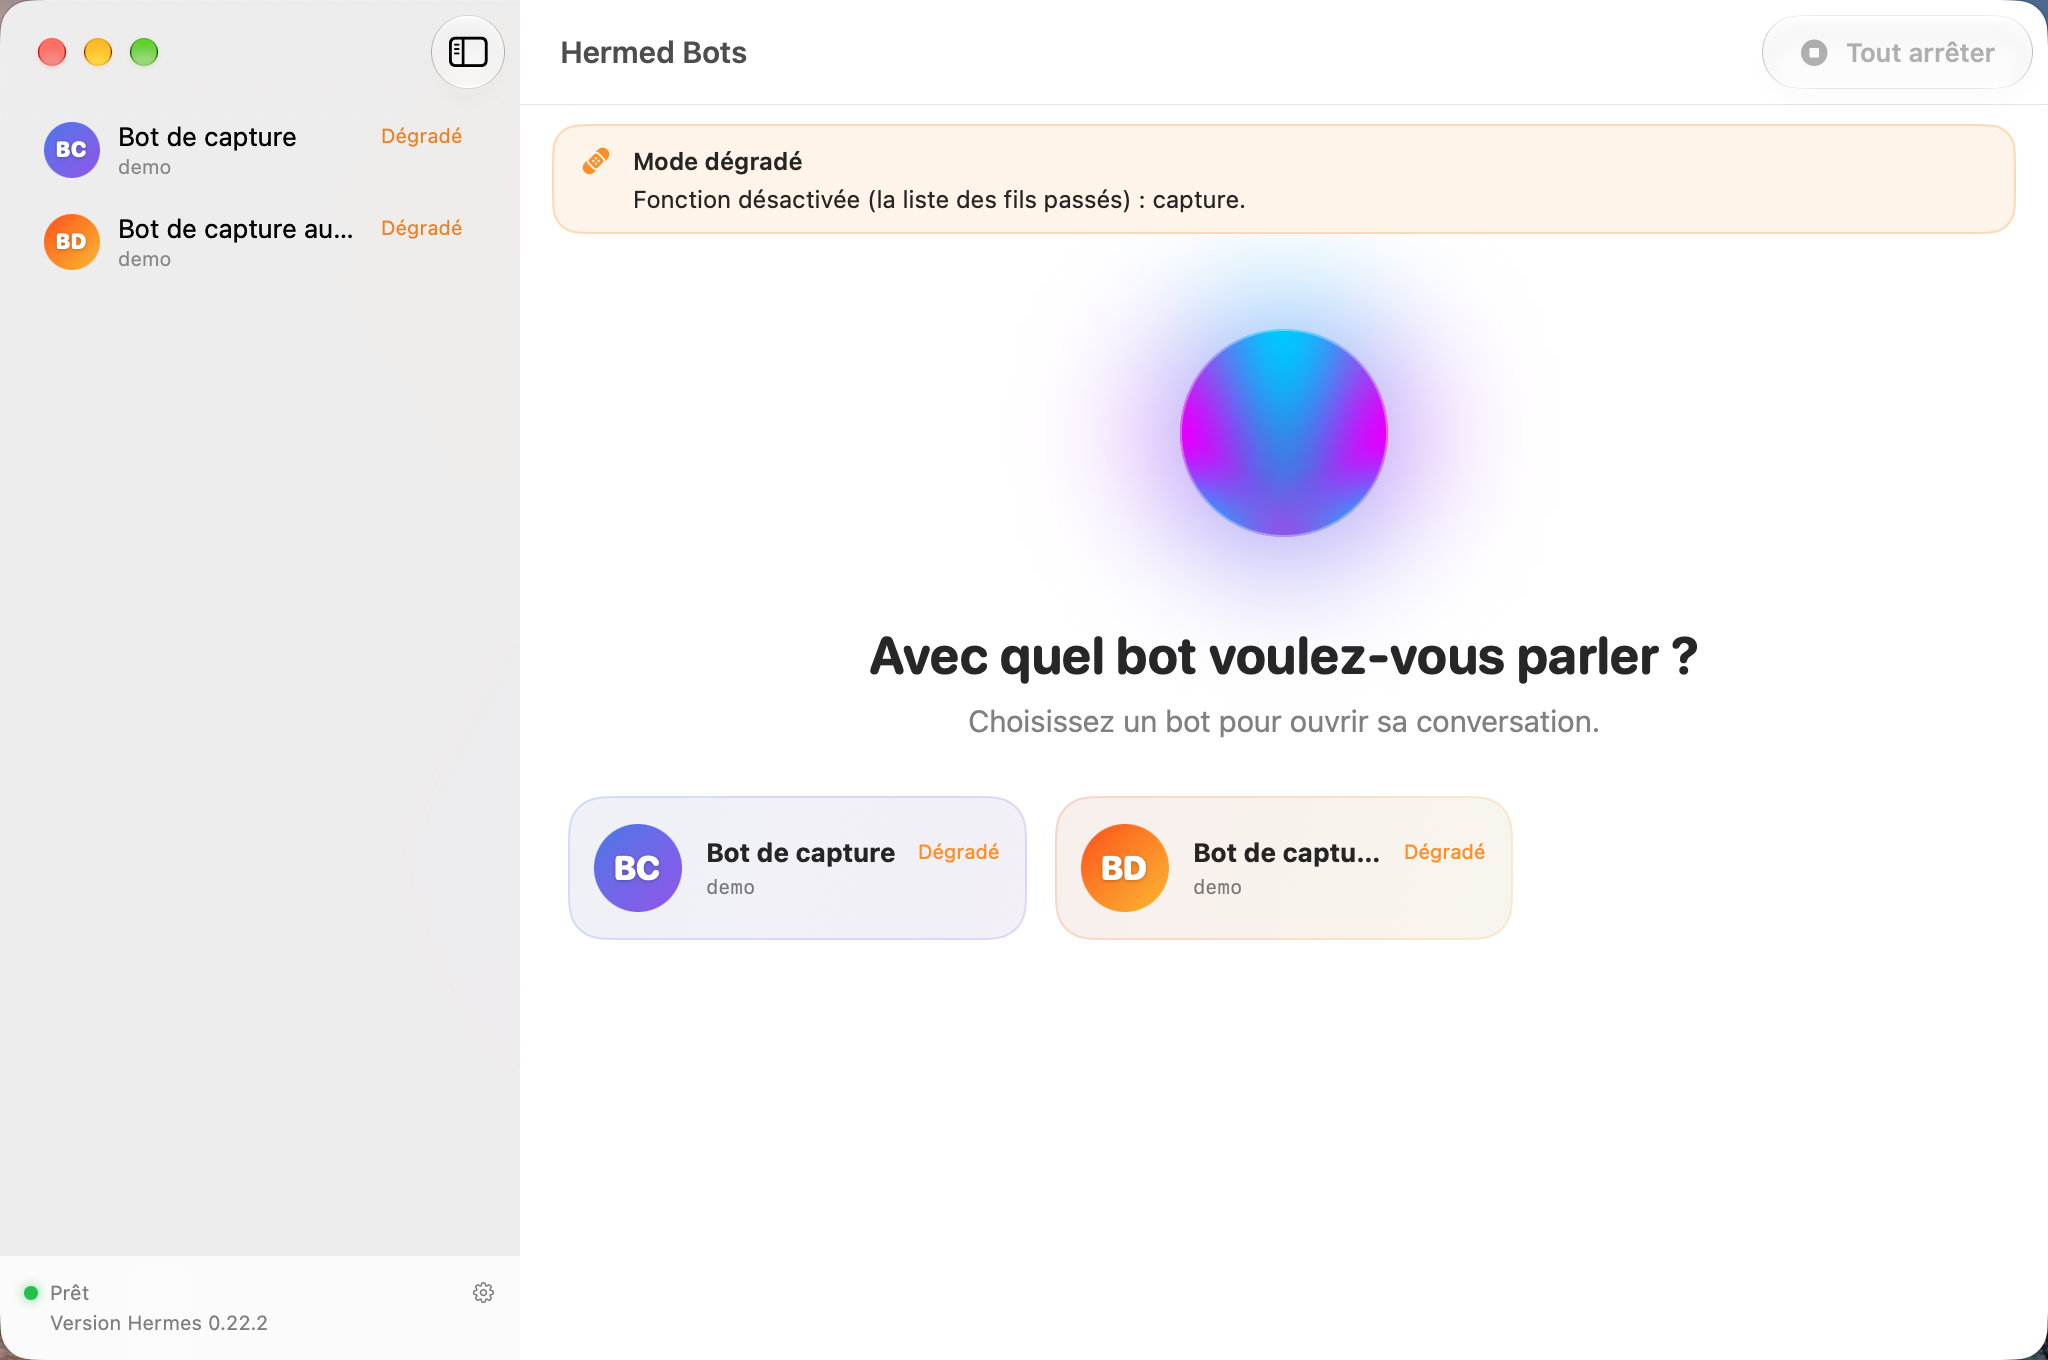 Hermed Bots
Tout arrêter
BC
Bot de capture
Dégradé
demo
BD
Bot de capture au...
Dégradé
demo
Mode dégradé
Fonction désactivée (la liste des fils passés) : capture.
Avec quel bot voulez-vous parler ?
Choisissez un bot pour ouvrir sa conversation.
BC
Bot de capture
Dégradé
demo
BD
Bot de captu...
Dégradé
demo
Prêt
Version Hermes 0.22.2